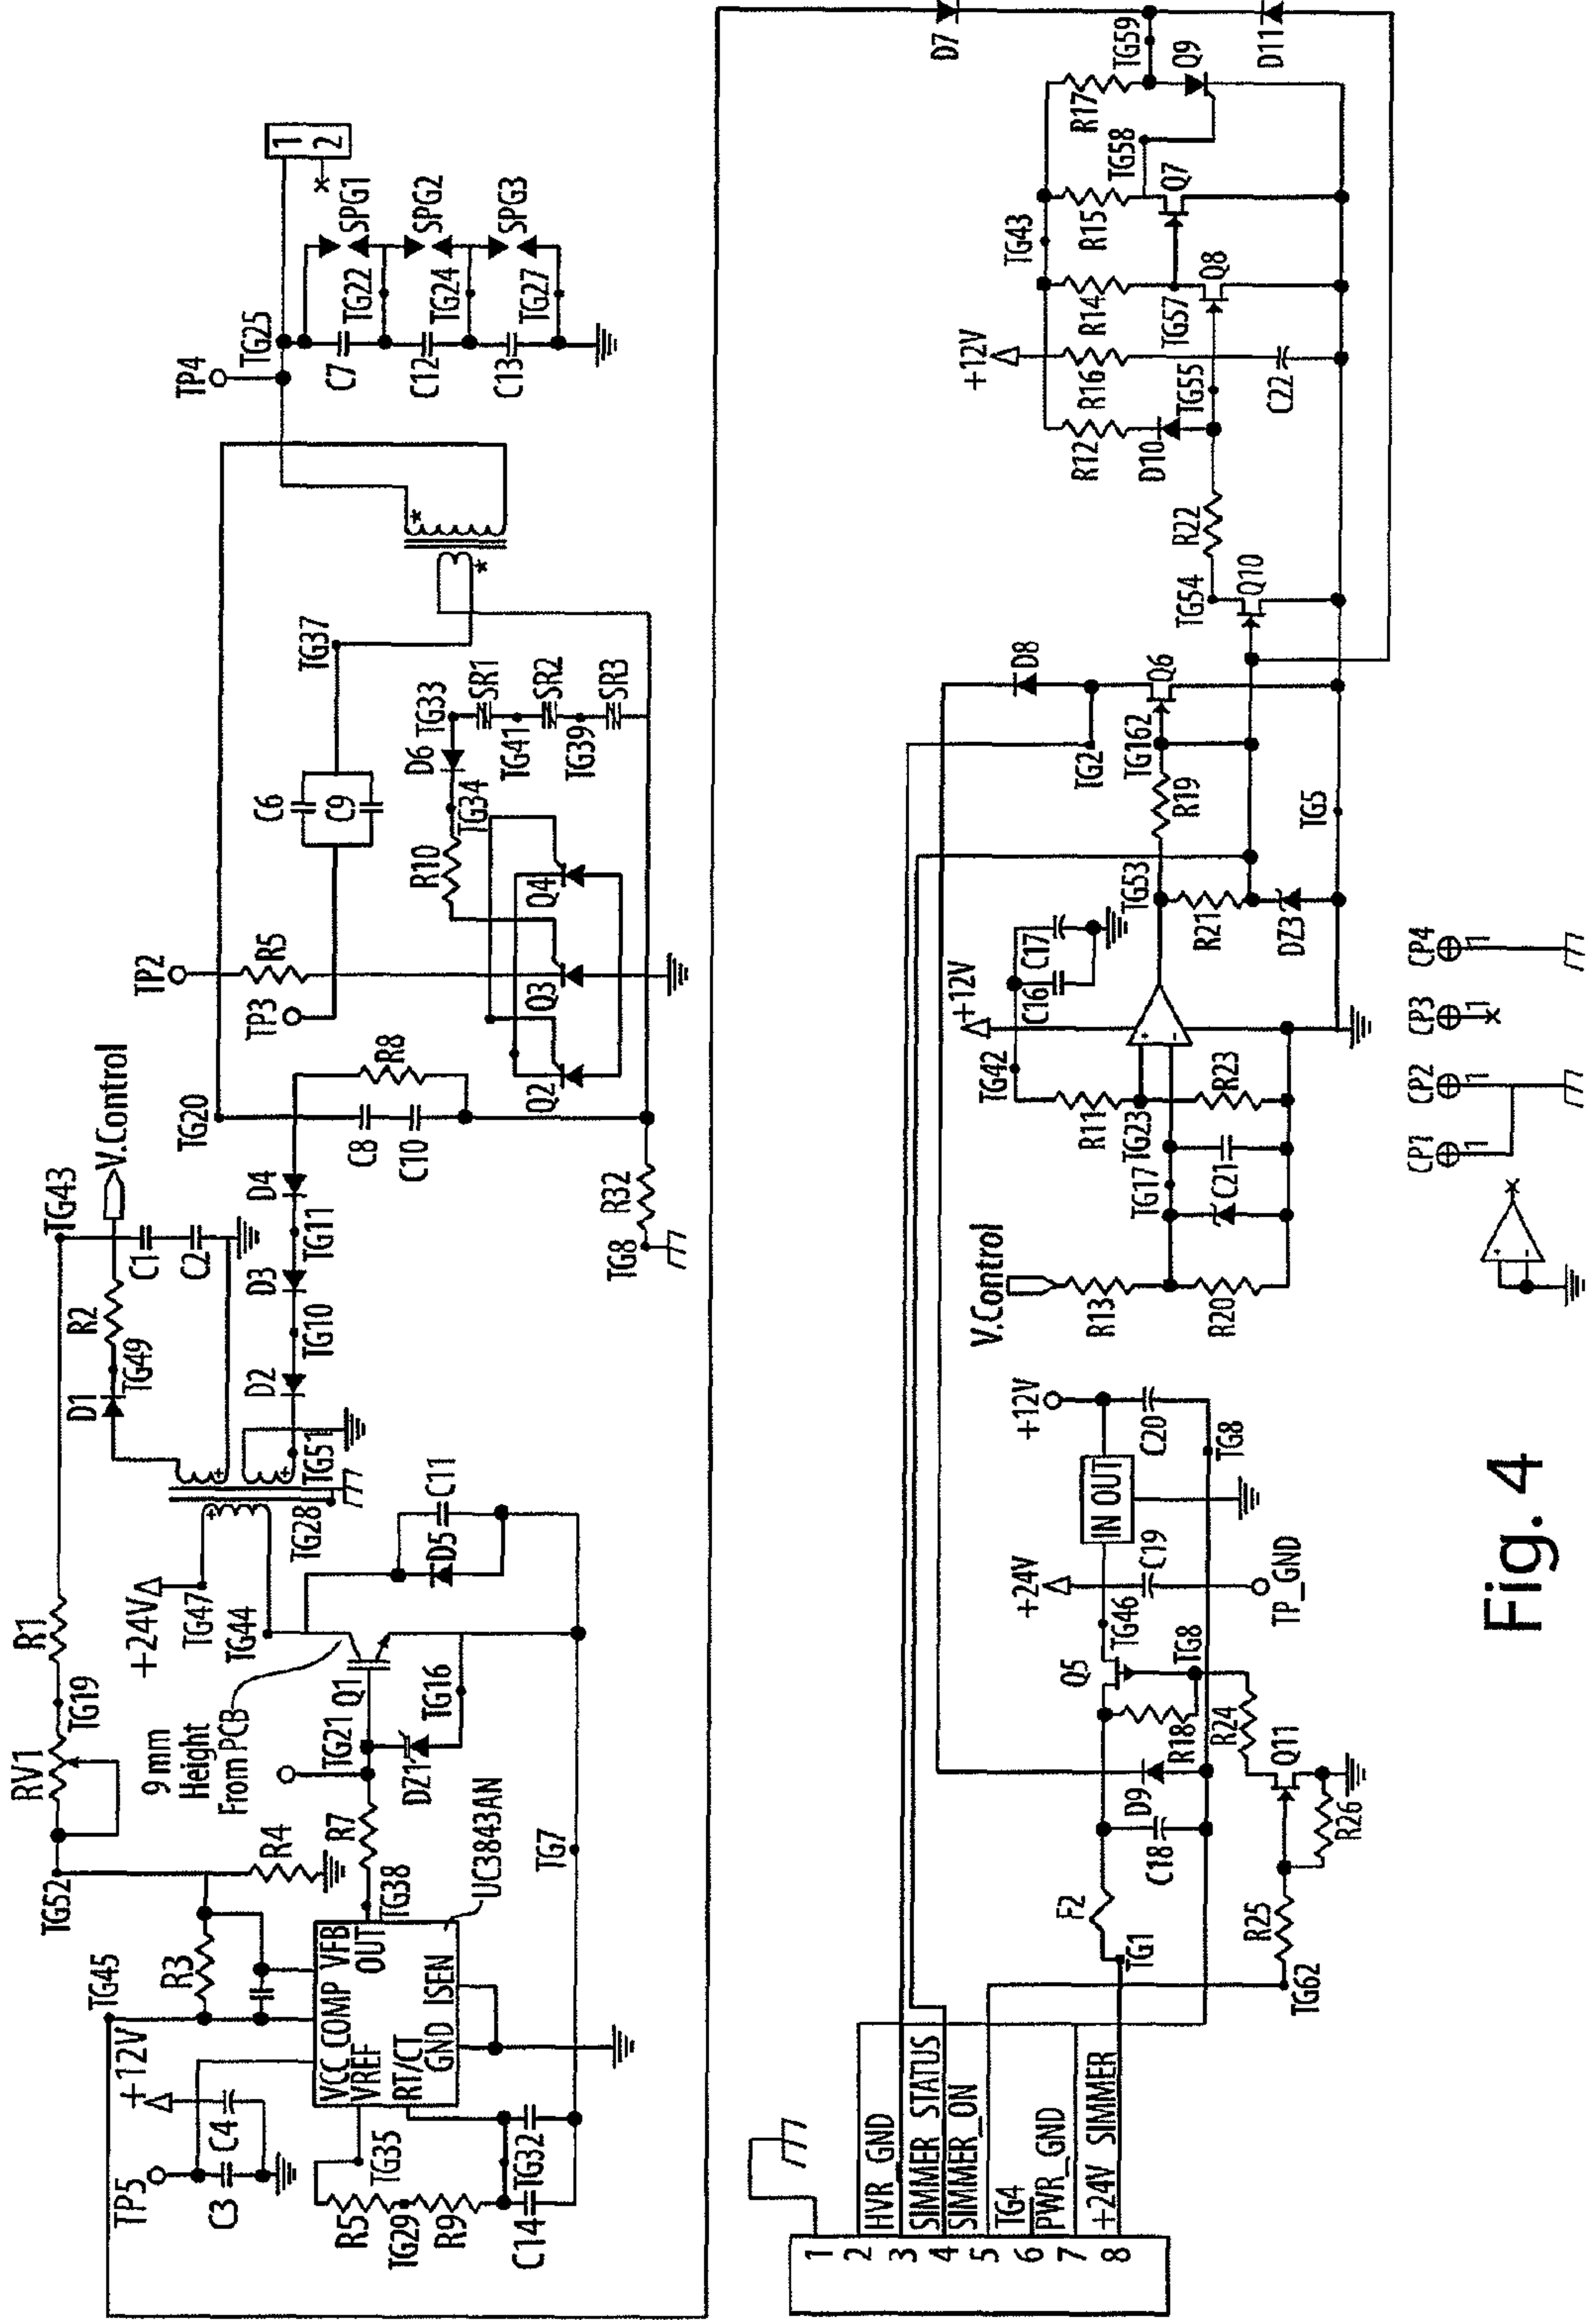 TP5
C3
+12V
C4
TG45
R3
TG52
RV1
TG19
R1
TG43
V.Control
C1
C2
R2
TG49
D1
+24V
TG47
TG44
9 mm
Height
From PCB
R4
VCC COMP VFB
VREF
OUT
RT/CT
GND ISEN
UC3843AN
TG38
R7
TG21
Q1
DZ1
TG16
TG28
TG51
D5
C11
D2
TG10
D3
TG11
D4
TG35
R5
TG29
R9
C14
TG32
TG7
TG20
C8
C10
R8
R32
TG8
TP3
TP2
R5
C6
C9
TG37
Q2
Q3
Q4
R10
TG34
D6
TG33
SR1
TG41
SR2
TG39
SR3
TP4
TG25
C7
C12
C13
SPG1
TG22
SPG2
TG24
SPG3
TG27
1
2
1
2
HVR_GND
3
SIMMER_STATUS
4
SIMMER_ON
5
TG4
6
PWR_GND
7
+24V SIMMER
8
TG1
F2
TG62
R25
R26
Q11
R24
C18
D9
R18
TG8
Q5
TG46
+24V
C19
TP_GND
IN OUT
+12V
C20
TG8
V.Control
R13
R20
TG17
C21
TG23
R11
R23
TG42
+12V
C16
C17
TG53
R21
DZ3
R19
TG162
TG2
D8
Q6
TG5
TG54
Q10
R22
TG55
D10
R12
R16
+12V
C22
R14
TG57
Q8
TG43
R15
TG58
Q7
R17
TG59
Q9
D7
D11
CP1
1
CP2
1
CP3
1
CP4
1
Fig. 4